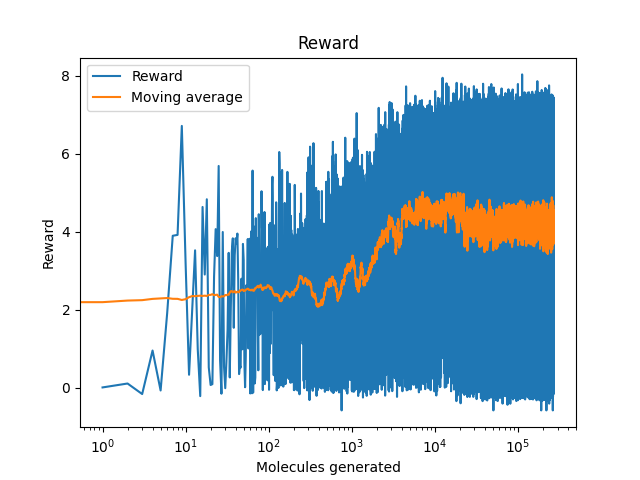 Reward
Reward
Moving average
8
6
4
2
0
Reward
10⁰
10¹
10²
10³
10⁴
10⁵
Molecules generated